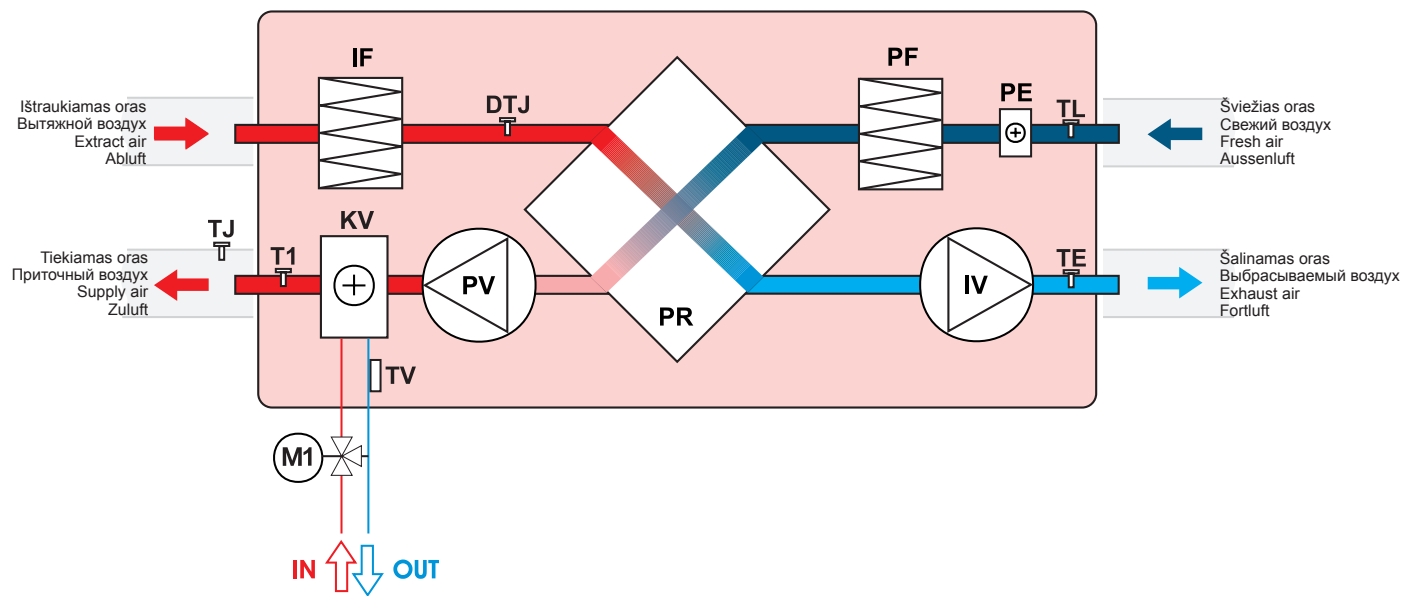 IF
PF
DTJ
PE
TL
Ištraukiamas oras
Вытяжной воздух
Extract air
Abluft
Šviežias oras
Свежий воздух
Fresh air
Aussenluft
KV
TJ
T1
TE
Tiekiamas oras
Приточный воздух
Supply air
Zuluft
PV
PR
IV
Šalinamas oras
Выбрасываемый воздух
Exhaust air
Fortluft
TV
M1
IN
OUT